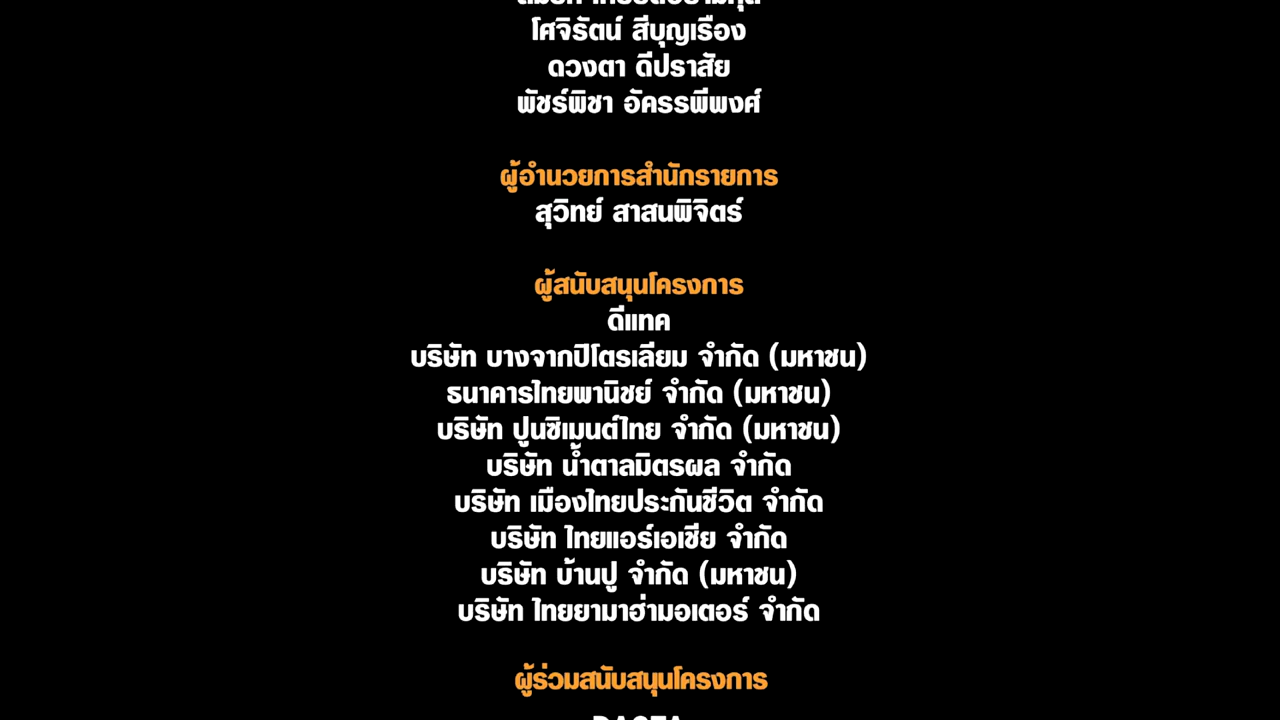 โศจิรัตน์ สีบุญเรือง
ดวงตา ดีปราสัย
พัชร์พิชา อัครรพีพงศ์
ผู้อำนวยการสำนักรายการ
สุวิทย์ สาสนพิจิตร์
ผู้สนับสนุนโครงการ
ดีแทค
บริษัท บางจากปิโตรเลียม จำกัด (มหาชน)
ธนาคารไทยพานิชย์ จำกัด (มหาชน)
บริษัท ปูนซิเมนต์ไทย จำกัด (มหาชน)
บริษัท น้ำตาลมิตรผล จำกัด
บริษัท เมืองไทยประกันชีวิต จำกัด
บริษัท ไทยแอร์เอเชีย จำกัด
บริษัท บ้านปู จำกัด (มหาชน)
บริษัท ไทยยามาฮ่ามอเตอร์ จำกัด
ผู้ร่วมสนับสนุนโครงการ